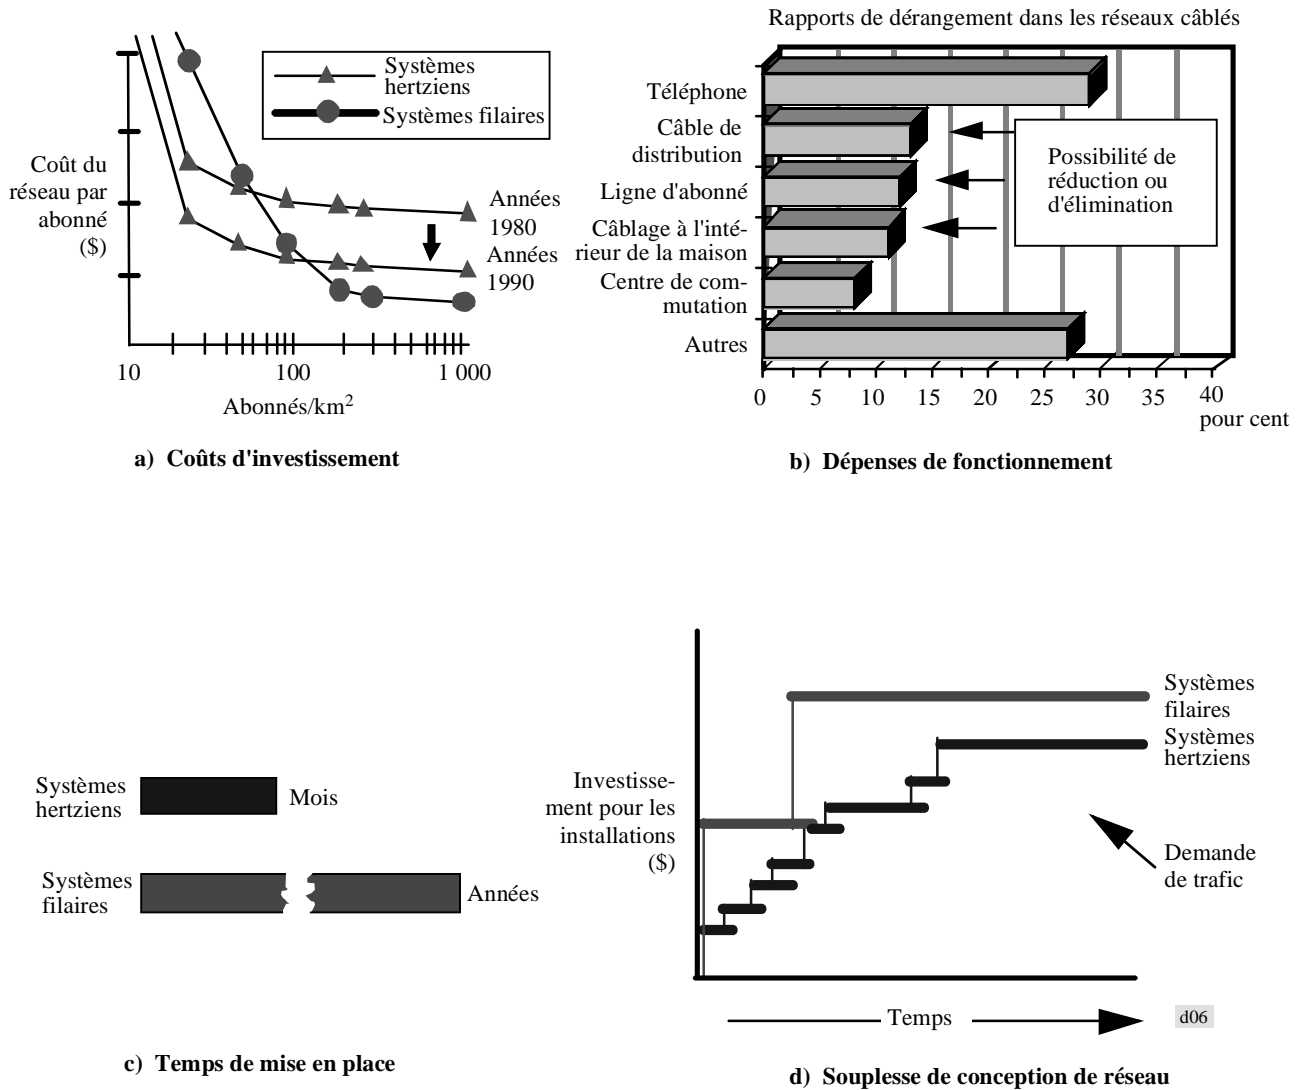 Systèmes
hertziens
Systèmes filaires
Coût du
réseau par
abonné
($)
Années
1980
Années
1990
10
100
1 000
Abonnés/km2
a) Coûts d'investissement
Rapports de dérangement dans les réseaux câblés
Téléphone
Câble de
distribution
Ligne d'abonné
Câblage à l'inté-
rieur de la maison
Centre de com-
mutation
Autres
Possibilité de
réduction ou
d'élimination
0
5
10
15
20
25
30
35
40
pour cent
b) Dépenses de fonctionnement
Systèmes
hertziens
Mois
Systèmes
filaires
Années
c) Temps de mise en place
Investisse-
ment pour les
installations
($)
Systèmes
filaires
Systèmes
hertziens
Demande
de trafic
Temps
d06
d) Souplesse de conception de réseau